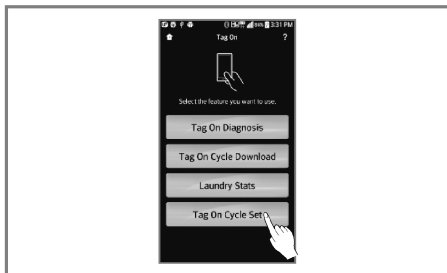 3:31 PM
Tag On
?
Select the feature you want to use.
Tag On Diagnosis
Tag On Cycle Download
Laundry Stats
Tag On Cycle Set